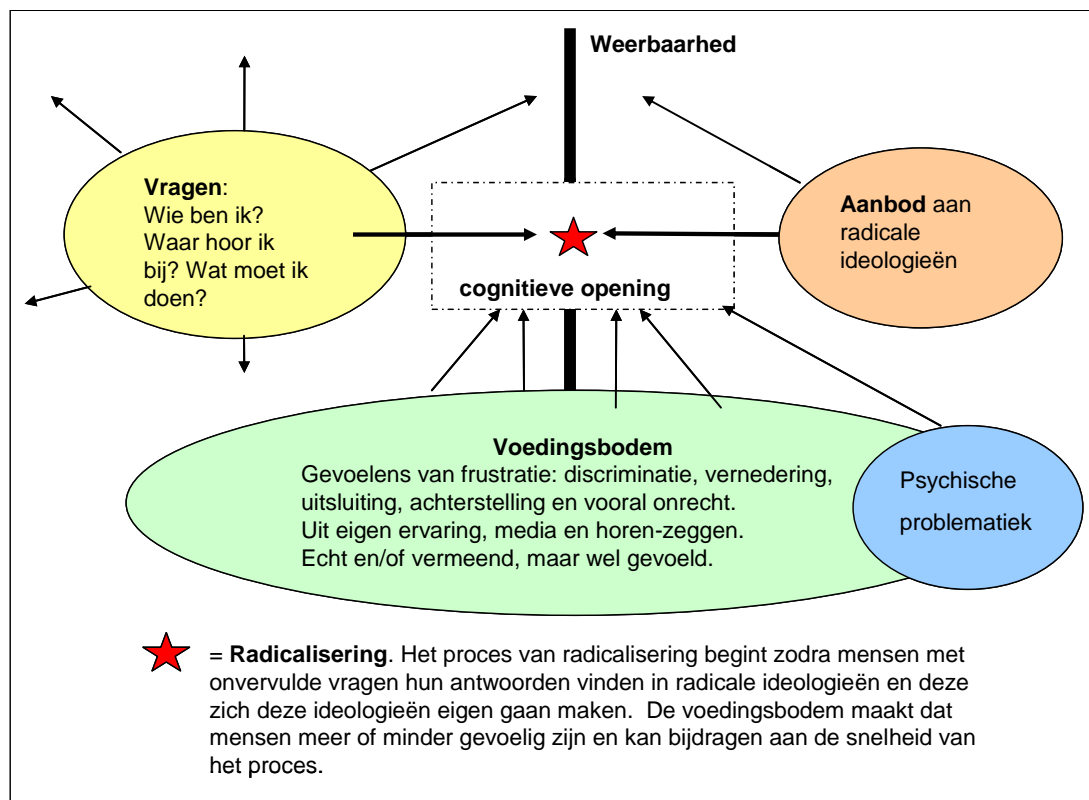 Weerbaarhed
Vragen:
Wie ben ik?
Waar hoor ik
bij? Wat moet ik
doen?
Aanbod aan
radicale
ideologieën
cognitieve opening
Voedingsbodem
Gevoelens van frustratie: discriminatie, vernedering,
uitsluiting, achterstelling en vooral onrecht.
Uit eigen ervaring, media en horen-zeggen.
Echt en/of vermeend, maar wel gevoeld.
Psychische
problematiek
= Radicalisering. Het proces van radicalisering begint zodra mensen met
onvervulde vragen hun antwoorden vinden in radicale ideologieën en deze
zich deze ideologieën eigen gaan maken. De voedingsbodem maakt dat
mensen meer of minder gevoelig zijn en kan bijdragen aan de snelheid van
het proces.